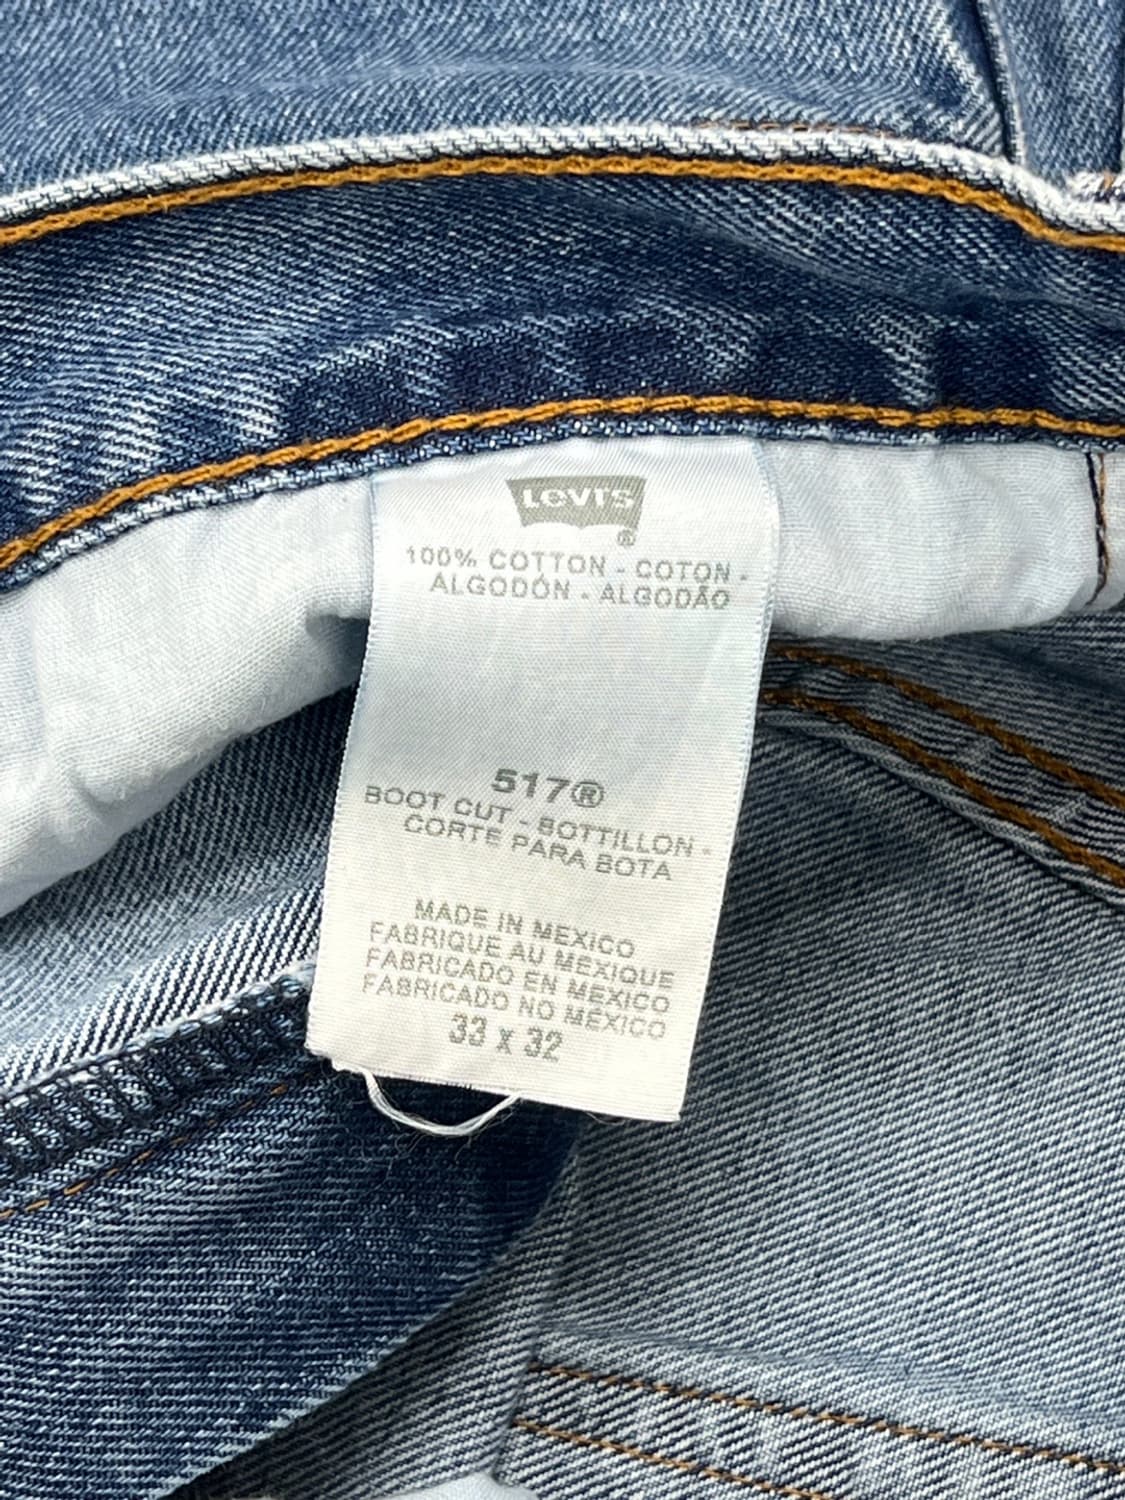 LEVI'S
®
100% COTTON - COTON -
ALGODÓN - ALGODÃO
517®
BOOT CUT - BOTTILLON -
CORTE PARA BOTA
MADE IN MEXICO
FABRIQUE AU MEXIQUE
FABRICADO EN MEXICO
FABRICADO NO MÉXICO
33 x 32